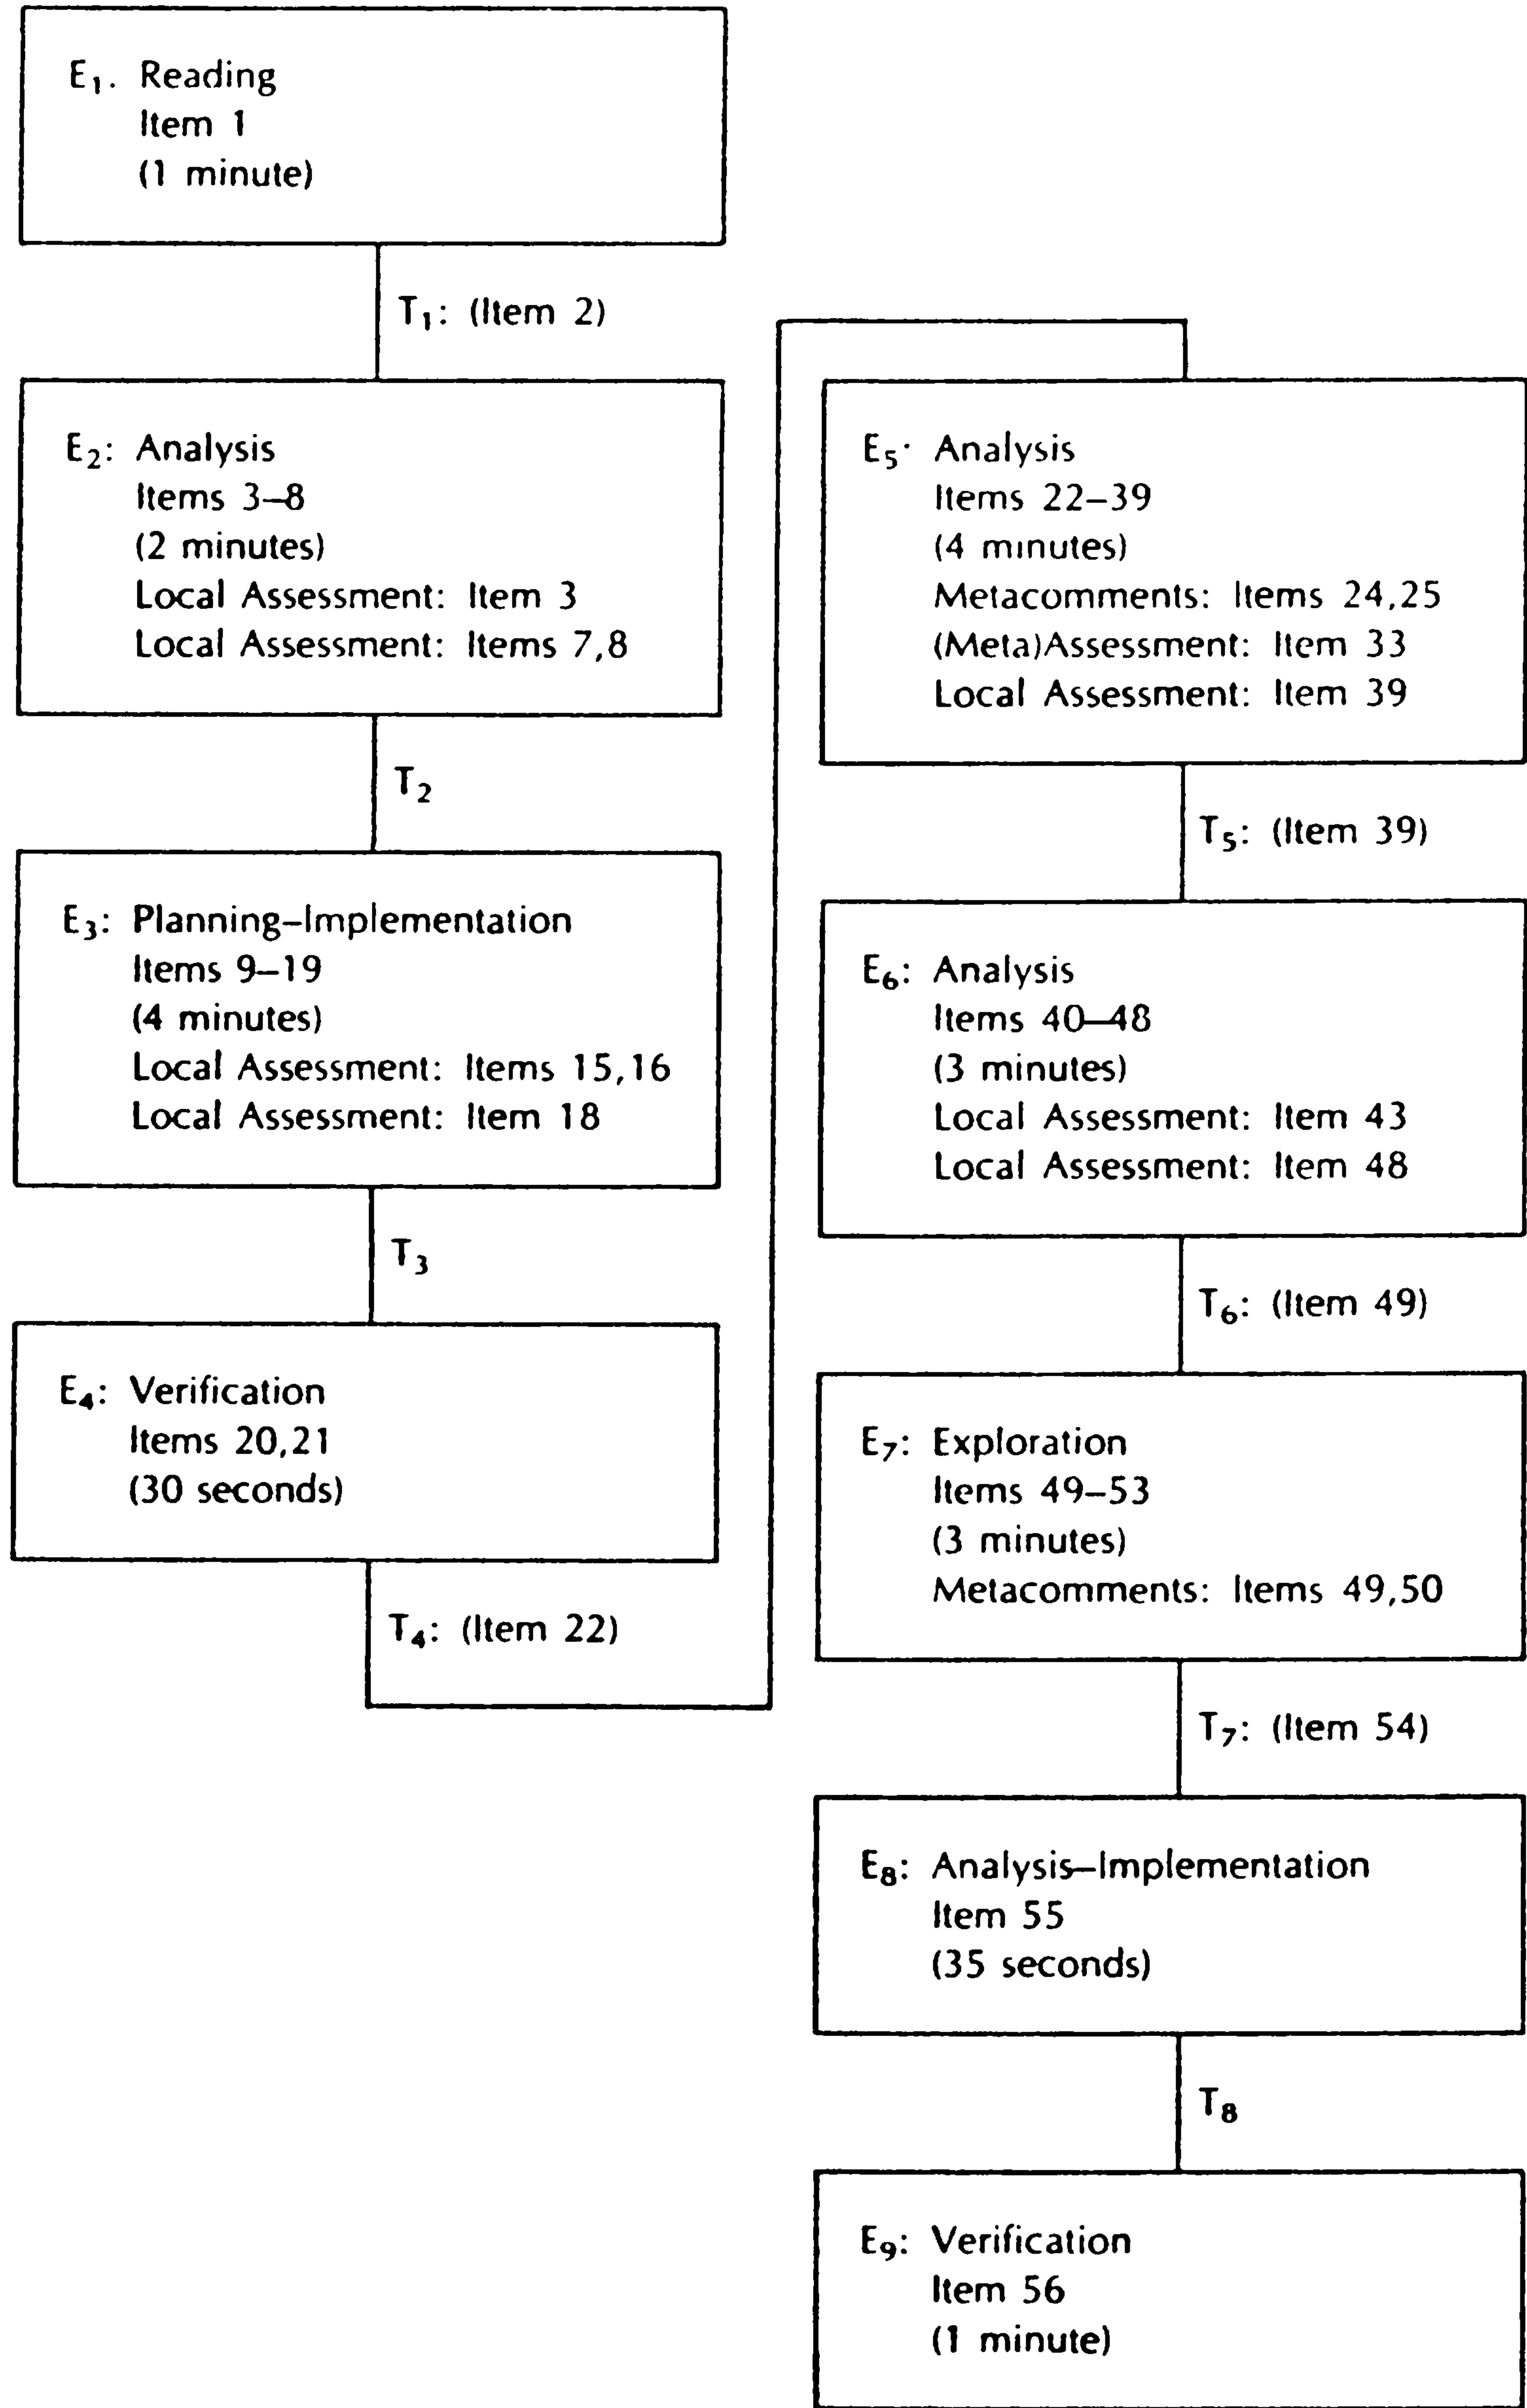 E₁. Reading
Item 1
(1 minute)
T₁: (Item 2)
E₂: Analysis
Items 3–8
(2 minutes)
Local Assessment: Item 3
Local Assessment: Items 7,8
T₂
E₃: Planning–Implementation
Items 9–19
(4 minutes)
Local Assessment: Items 15,16
Local Assessment: Item 18
T₃
E₄: Verification
Items 20,21
(30 seconds)
T₄: (Item 22)
E₅· Analysis
Items 22–39
(4 minutes)
Metacomments: Items 24,25
(Meta)Assessment: Item 33
Local Assessment: Item 39
T₅: (Item 39)
E₆: Analysis
Items 40–48
(3 minutes)
Local Assessment: Item 43
Local Assessment: Item 48
T₆: (Item 49)
E₇: Exploration
Items 49–53
(3 minutes)
Metacomments: Items 49,50
T₇: (Item 54)
E₈: Analysis–Implementation
Item 55
(35 seconds)
T₈
E₉: Verification
Item 56
(1 minute)